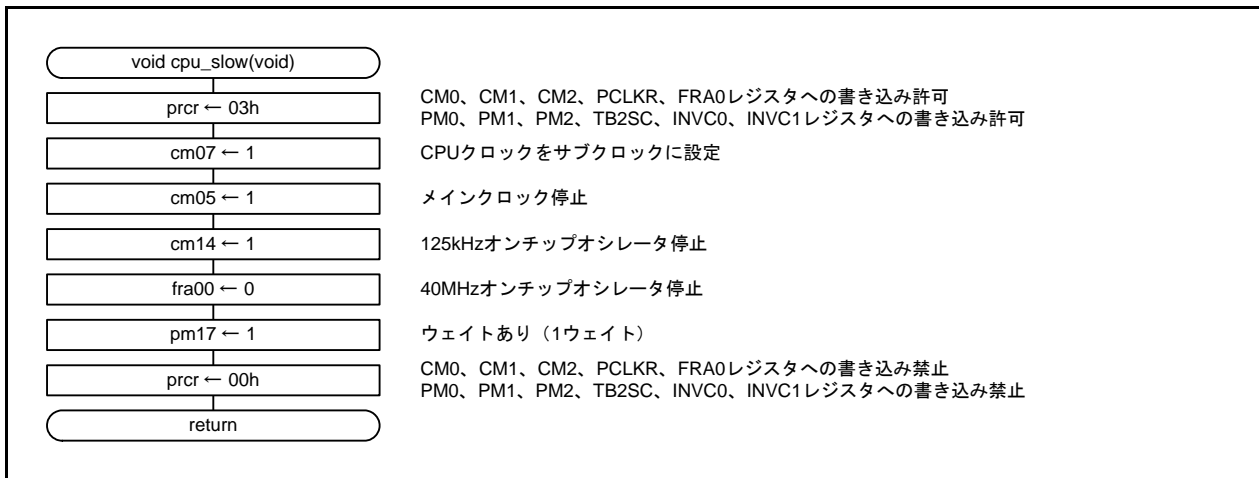 void cpu_slow(void)
prcr ← 03h
CM0、CM1、CM2、PCLKR、FRA0レジスタへの書き込み許可
PM0、PM1、PM2、TB2SC、INVC0、INVC1レジスタへの書き込み許可
cm07 ← 1
CPUクロックをサブクロックに設定
cm05 ← 1
メインクロック停止
cm14 ← 1
125kHzオンチップオシレータ停止
fra00 ← 0
40MHzオンチップオシレータ停止
pm17 ← 1
ウェイトあり（1ウェイト）
prcr ← 00h
CM0、CM1、CM2、PCLKR、FRA0レジスタへの書き込み禁止
PM0、PM1、PM2、TB2SC、INVC0、INVC1レジスタへの書き込み禁止
return